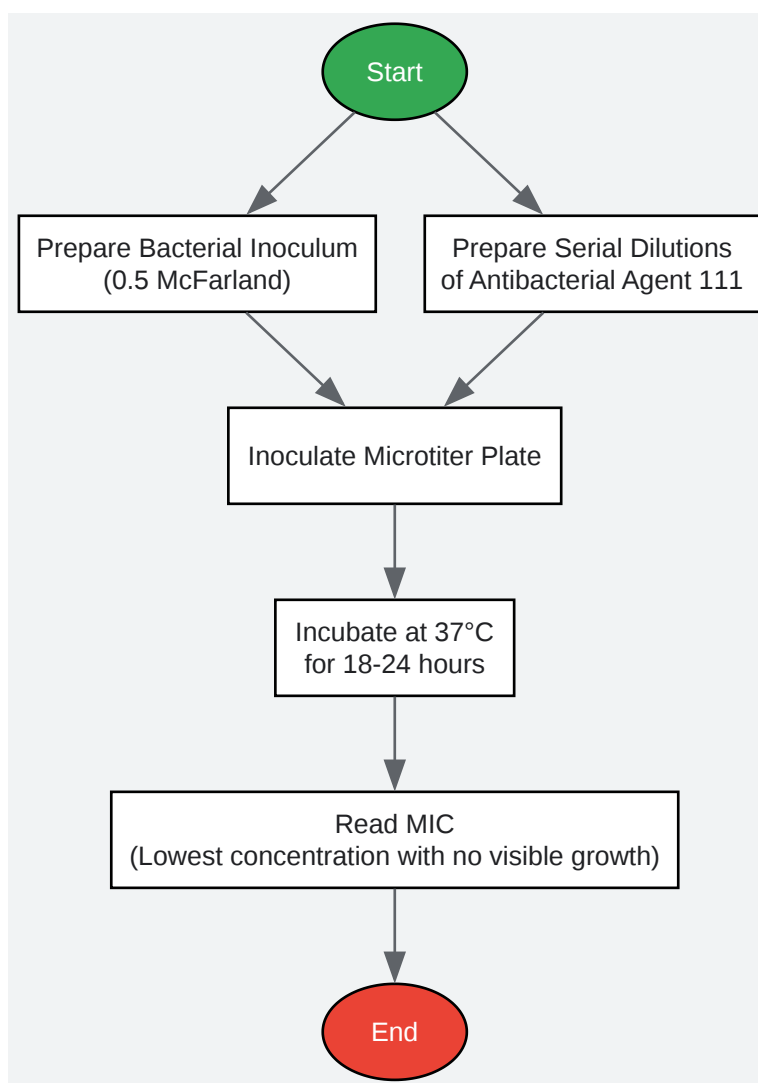 Start
Prepare Bacterial Inoculum
(0.5 McFarland)
Prepare Serial Dilutions
of Antibacterial Agent 111
Inoculate Microtiter Plate
Incubate at 37°C
for 18-24 hours
Read MIC
(Lowest concentration with no visible growth)
End